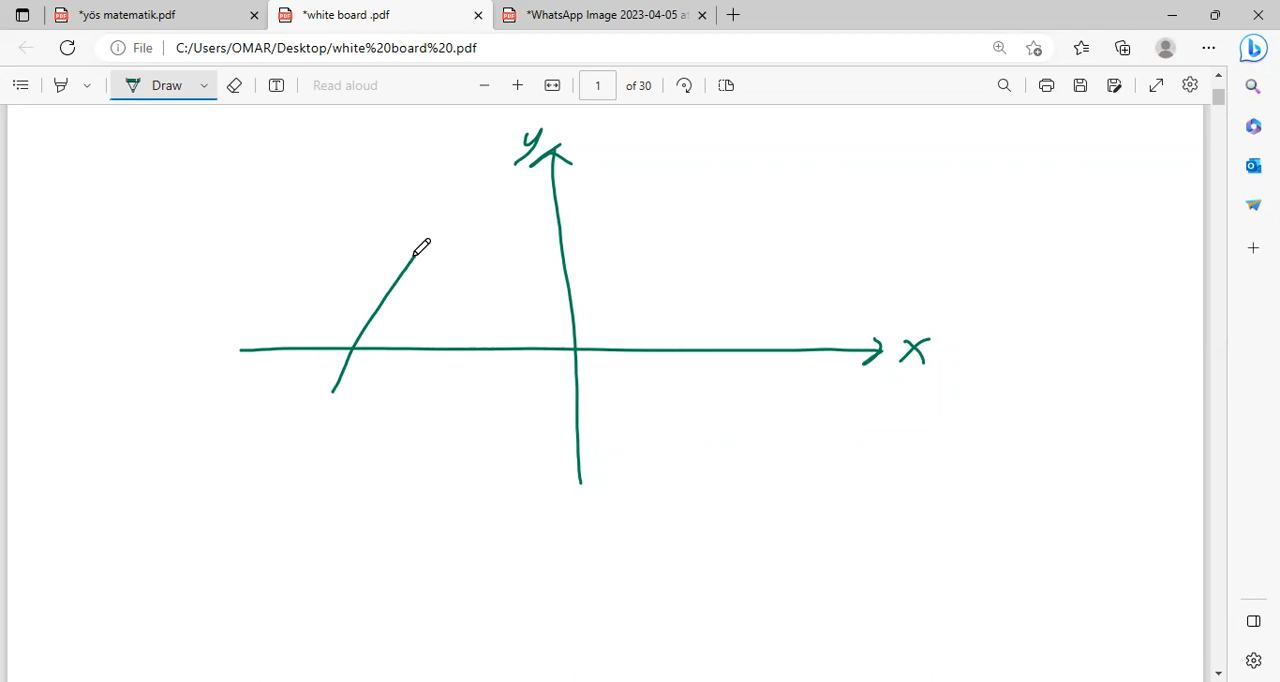 *yös matematik.pdf
*white board .pdf
*WhatsApp Image 2023-04-05 at
File
C:/Users/OMAR/Desktop/white%20board%20.pdf
Draw
Read aloud
1
of 30
y
x